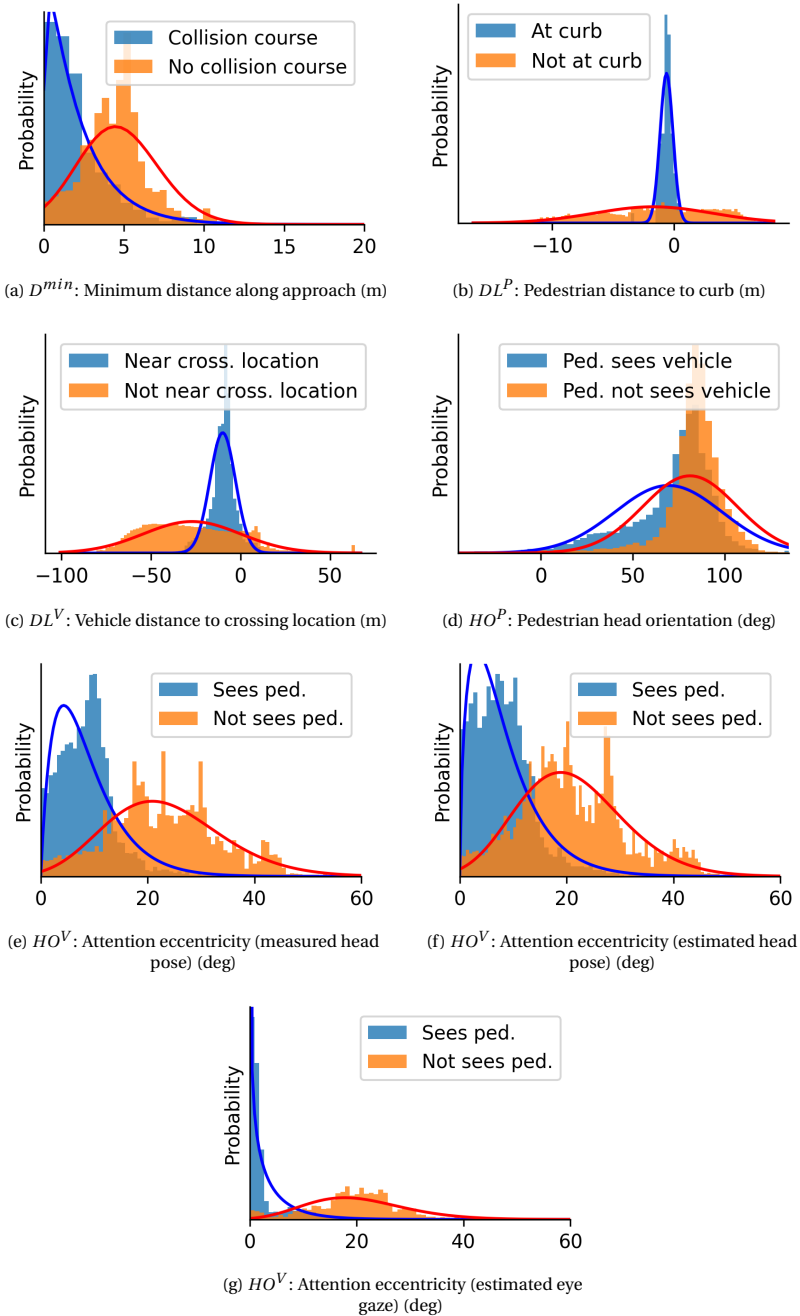 Collision course
No collision course
Probability
0 5 10 15 20
(a) D^min: Minimum distance along approach (m)
At curb
Not at curb
Probability
−10 0
(b) DL^P: Pedestrian distance to curb (m)
Near cross. location
Not near cross. location
Probability
−100 −50 0 50
(c) DL^V: Vehicle distance to crossing location (m)
Ped. sees vehicle
Ped. not sees vehicle
Probability
0 50 100
(d) HO^P: Pedestrian head orientation (deg)
Sees ped.
Not sees ped.
Probability
0 20 40 60
(e) HO^V: Attention eccentricity (measured head
pose) (deg)
Sees ped.
Not sees ped.
Probability
0 20 40 60
(f) HO^V: Attention eccentricity (estimated head
pose) (deg)
Sees ped.
Not sees ped.
Probability
0 20 40 60
(g) HO^V: Attention eccentricity (estimated eye
gaze) (deg)